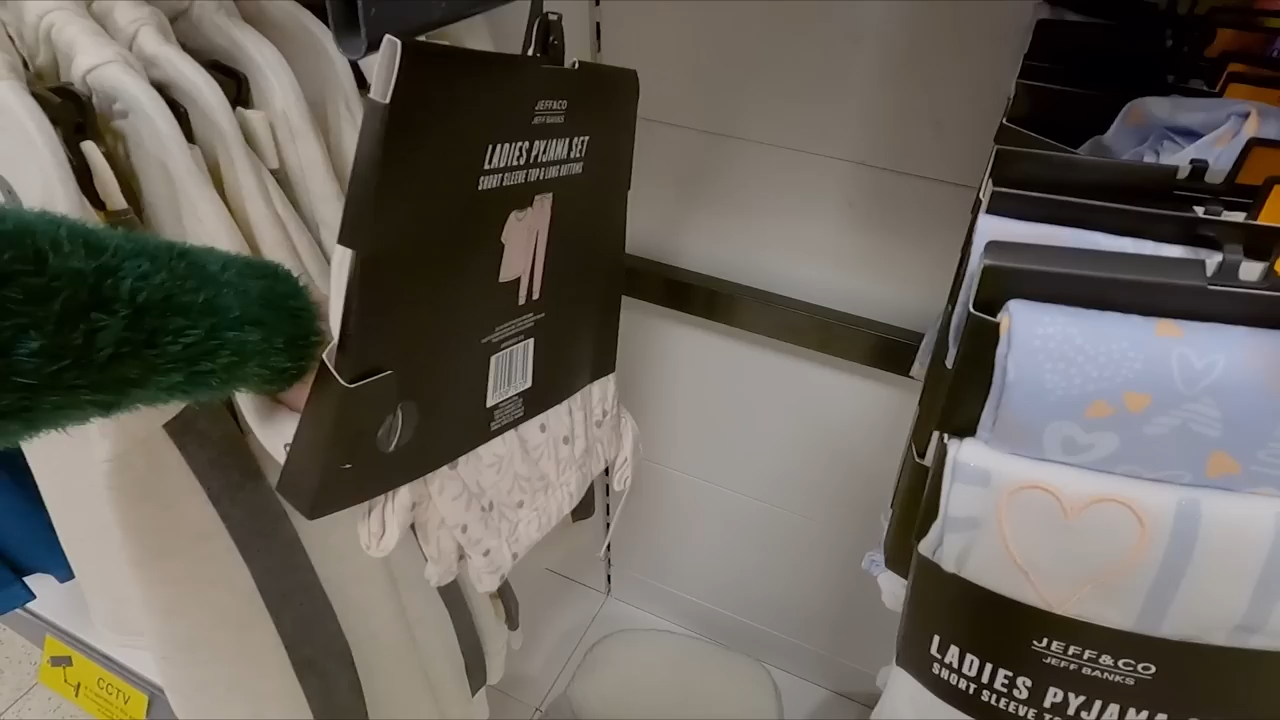 JEFF&CO
JEFF BANKS
LADIES PYJAMA SET
SHORT SLEEVE TOP & LONG BOTTOMS
JEFF&CO
JEFF BANKS
LADIES PYJAMA
SHORT SLEEVE
CCTV